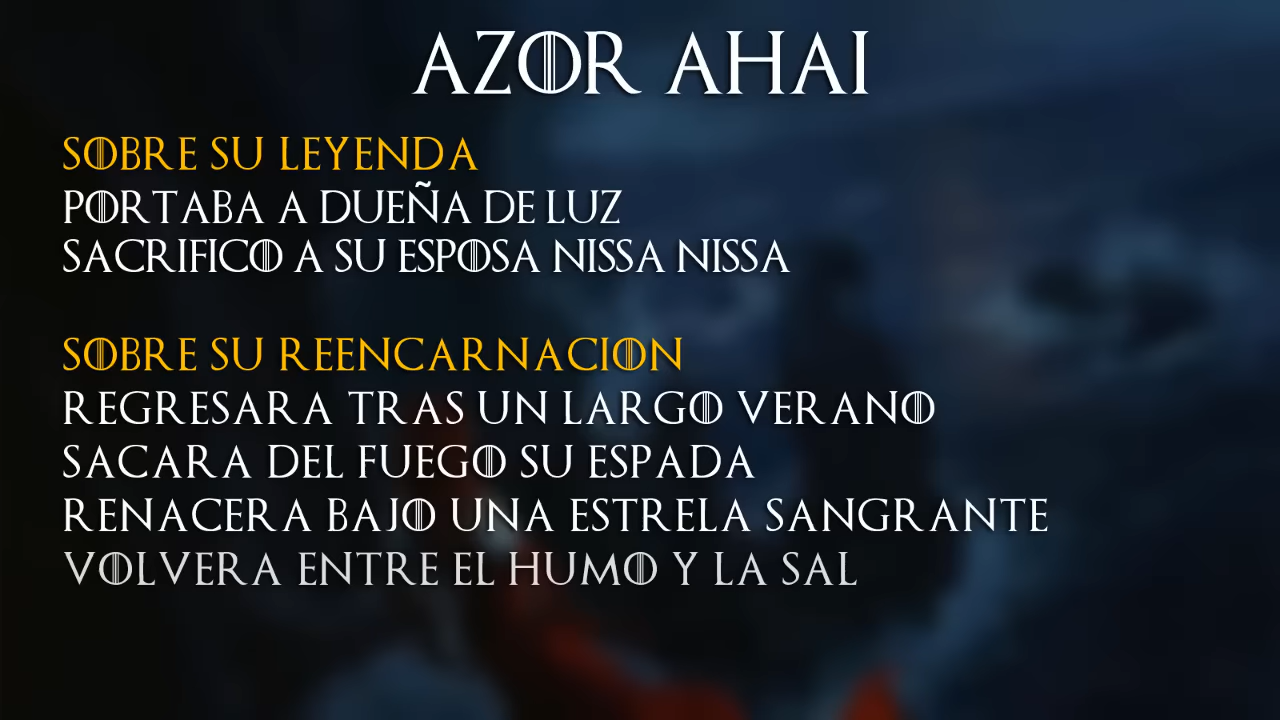 AZOR AHAI
SOBRE SU LEYENDA
PORTABA A DUEÑA DE LUZ
SACRIFICO A SU ESPOSA NISSA NISSA
SOBRE SU REENCARNACION
REGRESARA TRAS UN LARGO VERANO
SACARA DEL FUEGO SU ESPADA
RENACERA BAJO UNA ESTRELA SANGRANTE
VOLVERA ENTRE EL HUMO Y LA SAL